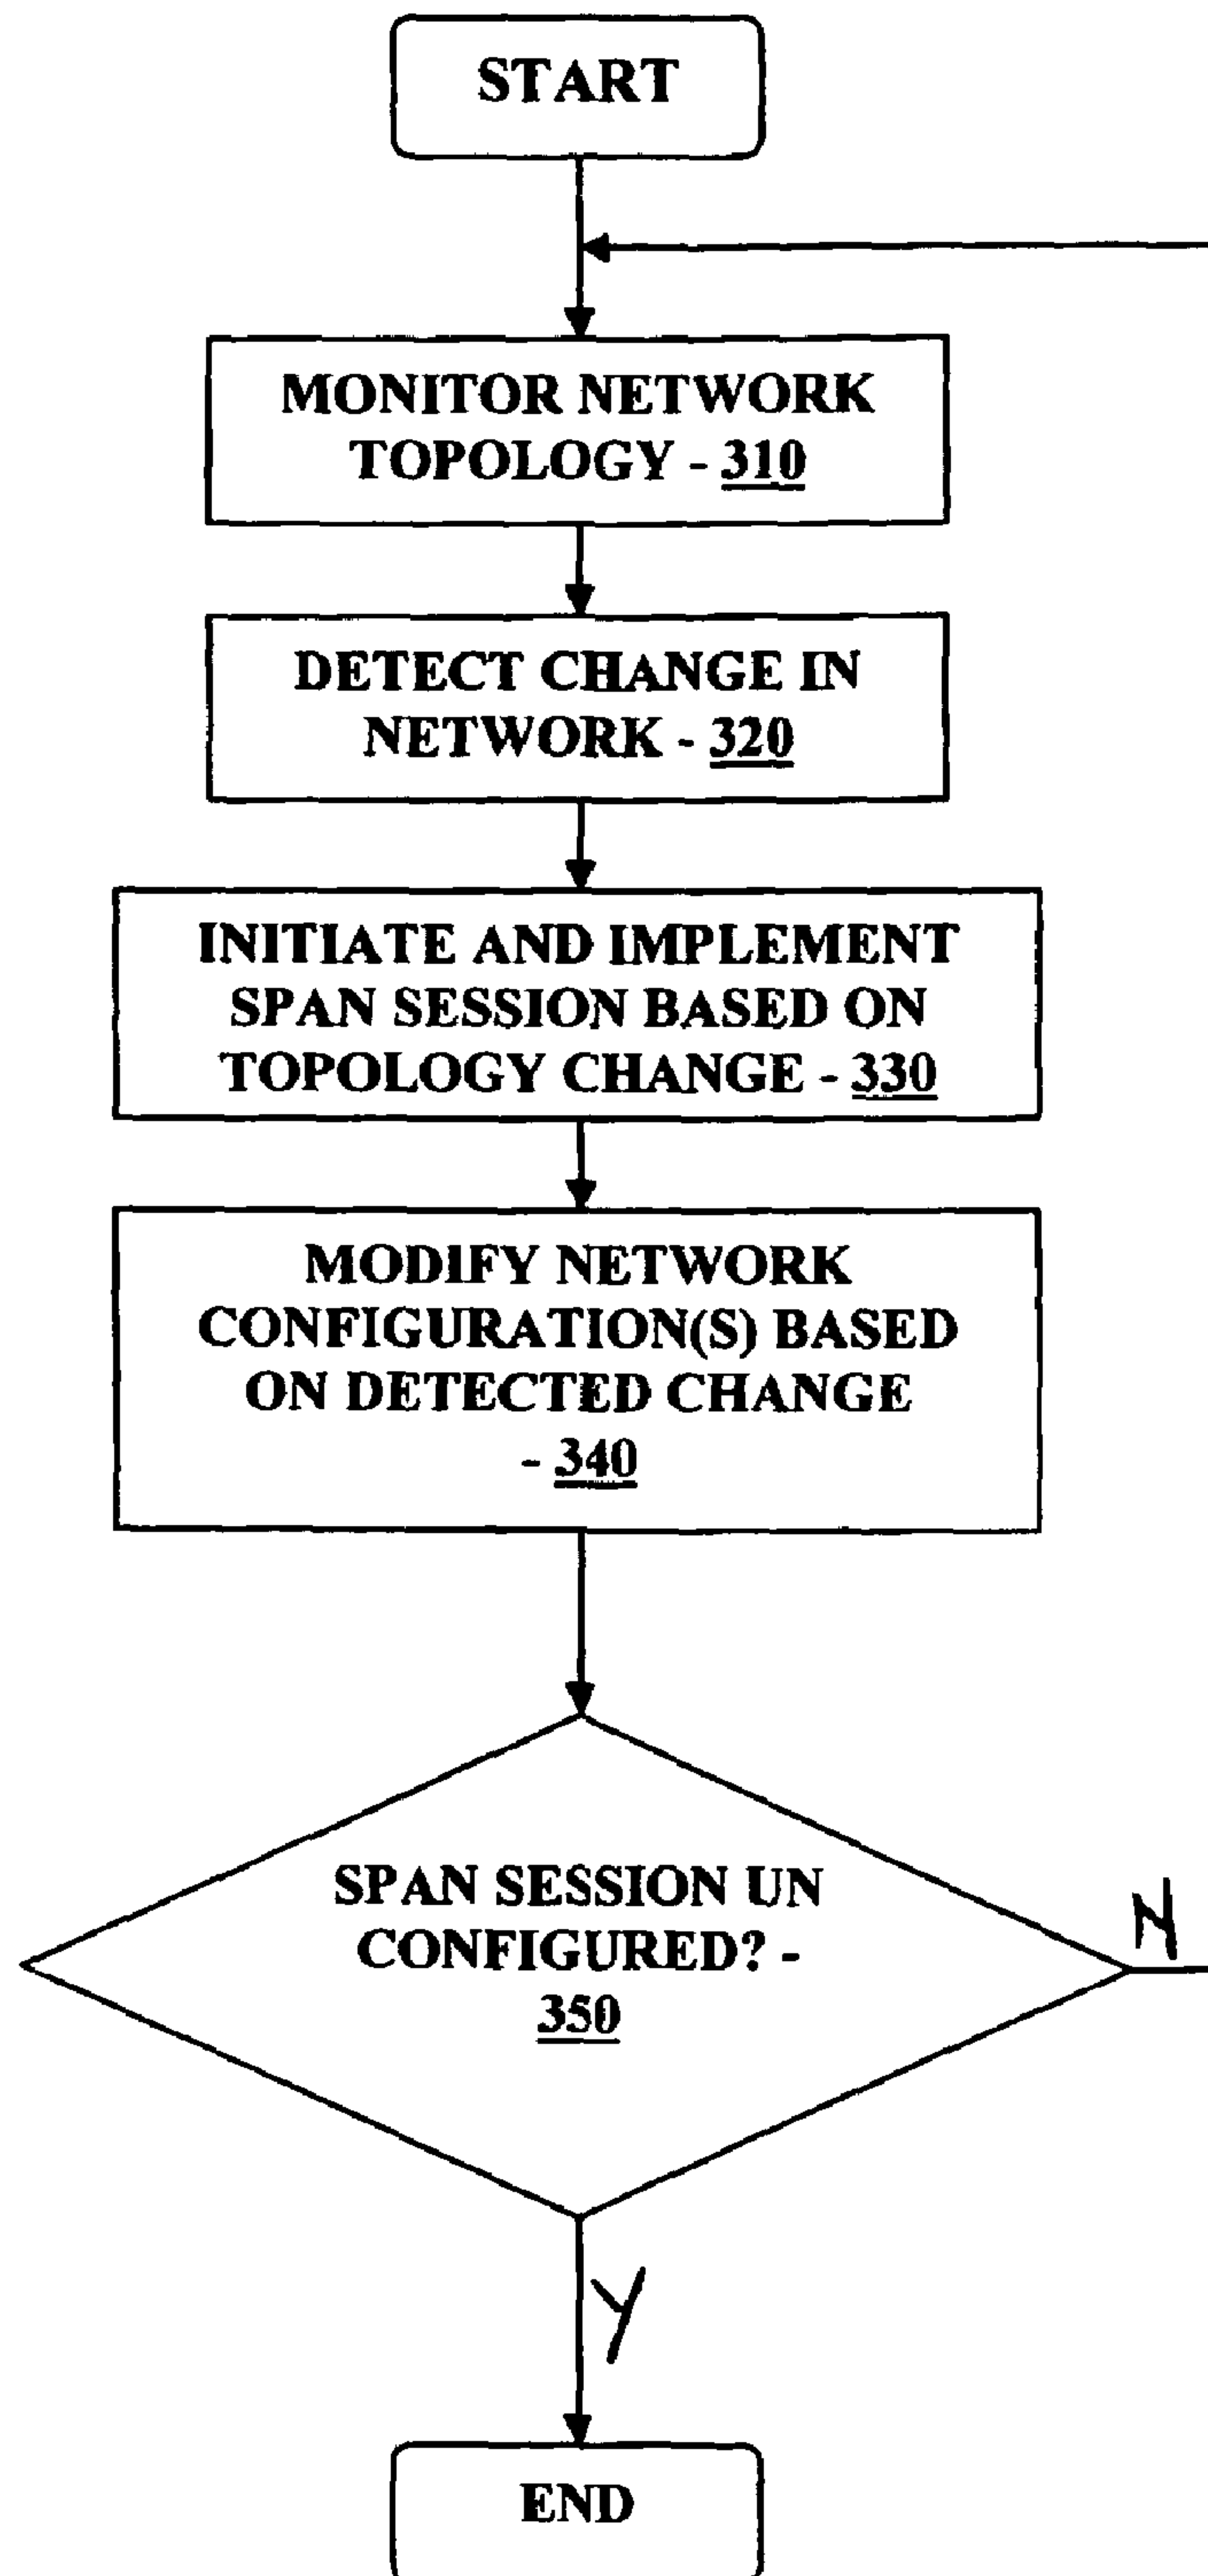 START
MONITOR NETWORK
TOPOLOGY - 310
DETECT CHANGE IN
NETWORK - 320
INITIATE AND IMPLEMENT
SPAN SESSION BASED ON
TOPOLOGY CHANGE - 330
MODIFY NETWORK
CONFIGURATION(S) BASED
ON DETECTED CHANGE
- 340
SPAN SESSION UN
CONFIGURED? -
350
N
Y
END